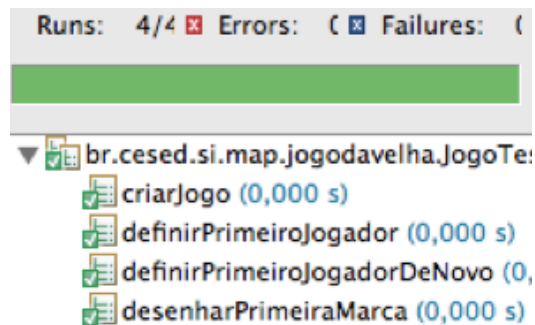 Runs: 4/4 Errors: Failures:
br.cesed.si.map.jogodavelha.JogoTes
criarJogo (0,000 s)
definirPrimeiroJogador (0,000 s)
definirPrimeiroJogadorDeNovo (0,
desenharPrimeiraMarca (0,000 s)